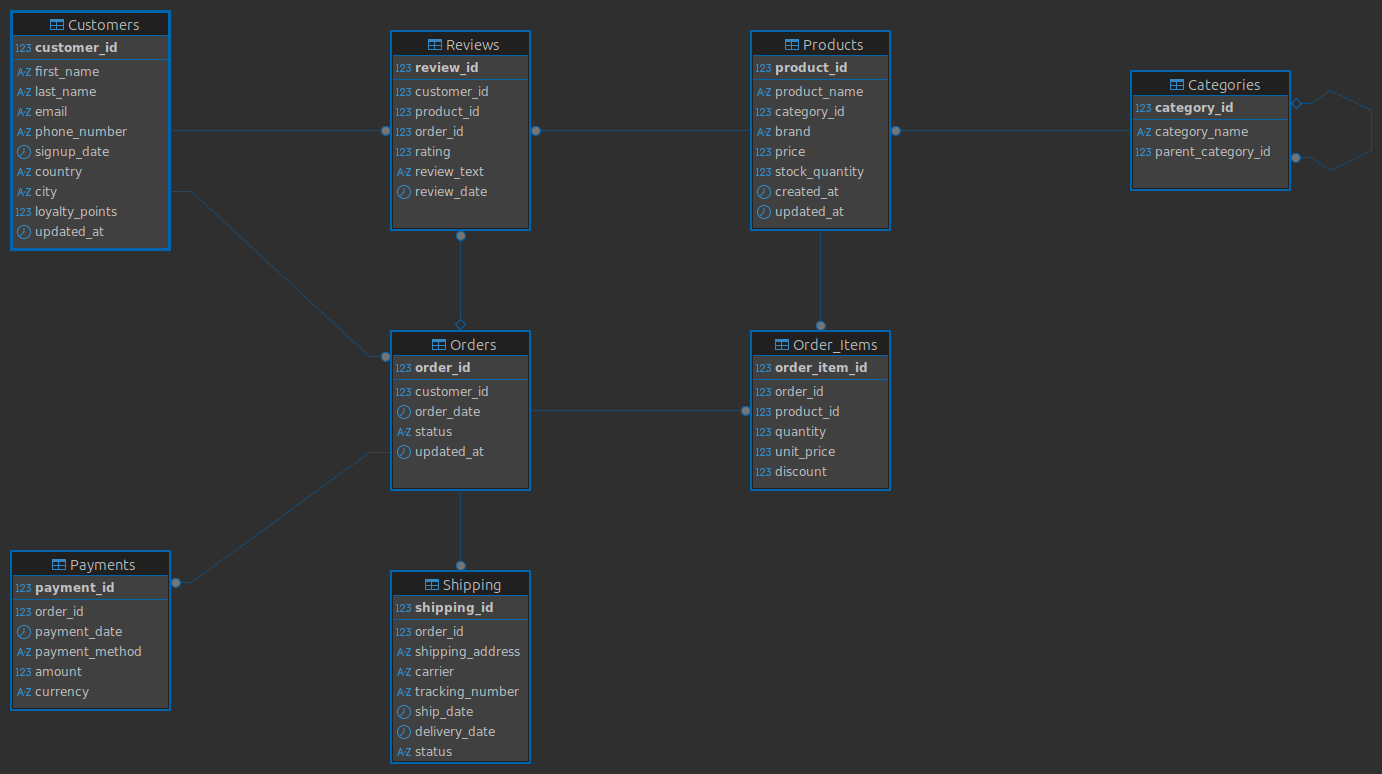 Customers
123 customer_id
A-Z first_name
A-Z last_name
A-Z email
A-Z phone_number
signup_date
A-Z country
A-Z city
123 loyalty_points
updated_at
Reviews
123 review_id
123 customer_id
123 product_id
123 order_id
123 rating
A-Z review_text
review_date
Products
123 product_id
A-Z product_name
123 category_id
A-Z brand
123 price
123 stock_quantity
created_at
updated_at
Categories
123 category_id
A-Z category_name
123 parent_category_id
Orders
123 order_id
123 customer_id
order_date
A-Z status
updated_at
Order_Items
123 order_item_id
123 order_id
123 product_id
123 quantity
123 unit_price
123 discount
Payments
123 payment_id
123 order_id
payment_date
A-Z payment_method
123 amount
A-Z currency
Shipping
123 shipping_id
123 order_id
A-Z shipping_address
A-Z carrier
A-Z tracking_number
ship_date
delivery_date
A-Z status